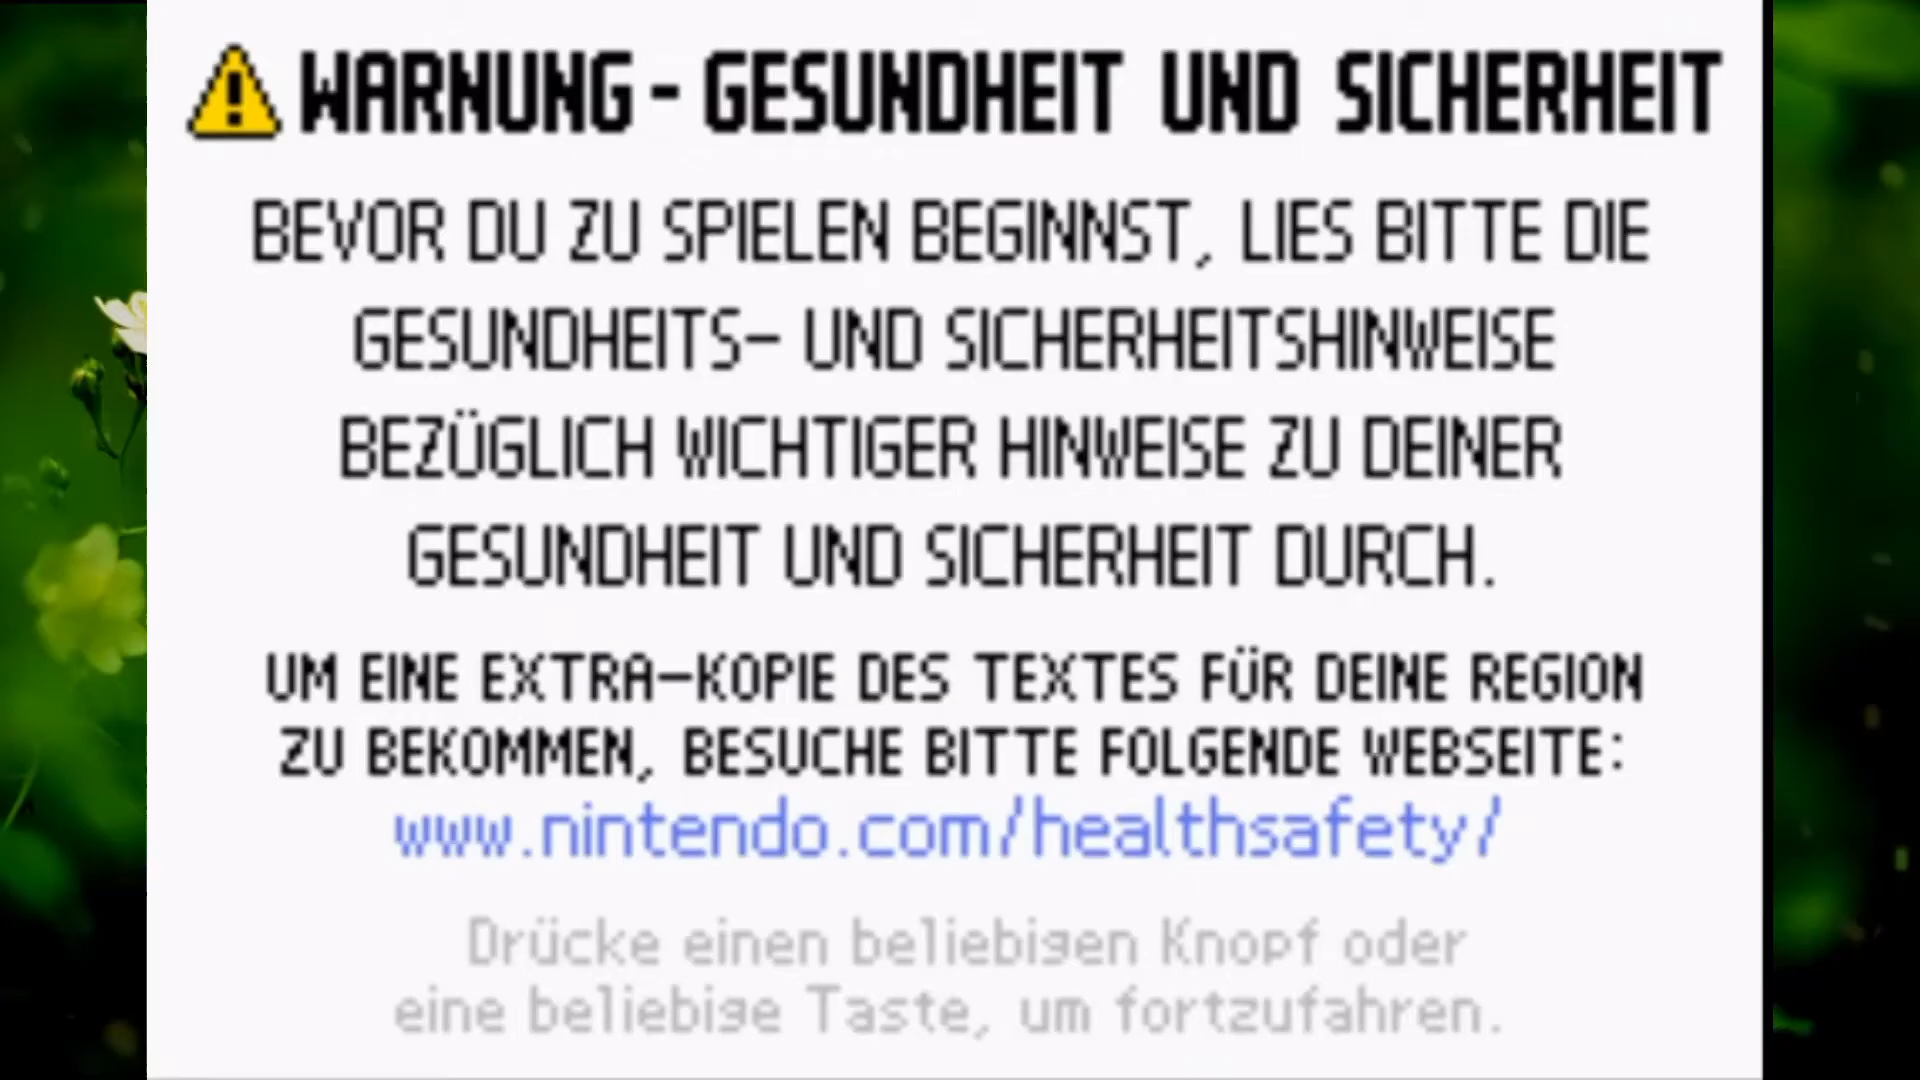 WARNUNG - GESUNDHEIT UND SICHERHEIT
BEVOR DU ZU SPIELEN BEGINNST, LIES BITTE DIE
GESUNDHEITS- UND SICHERHEITSHINWEISE
BEZÜGLICH WICHTIGER HINWEISE ZU DEINER
GESUNDHEIT UND SICHERHEIT DURCH.
UM EINE EXTRA-KOPIE DES TEXTES FÜR DEINE REGION
ZU BEKOMMEN, BESUCHE BITTE FOLGENDE WEBSEITE:
www.nintendo.com/healthsafety/
Drücke einen beliebigen Knopf oder
eine beliebige Taste, um fortzufahren.